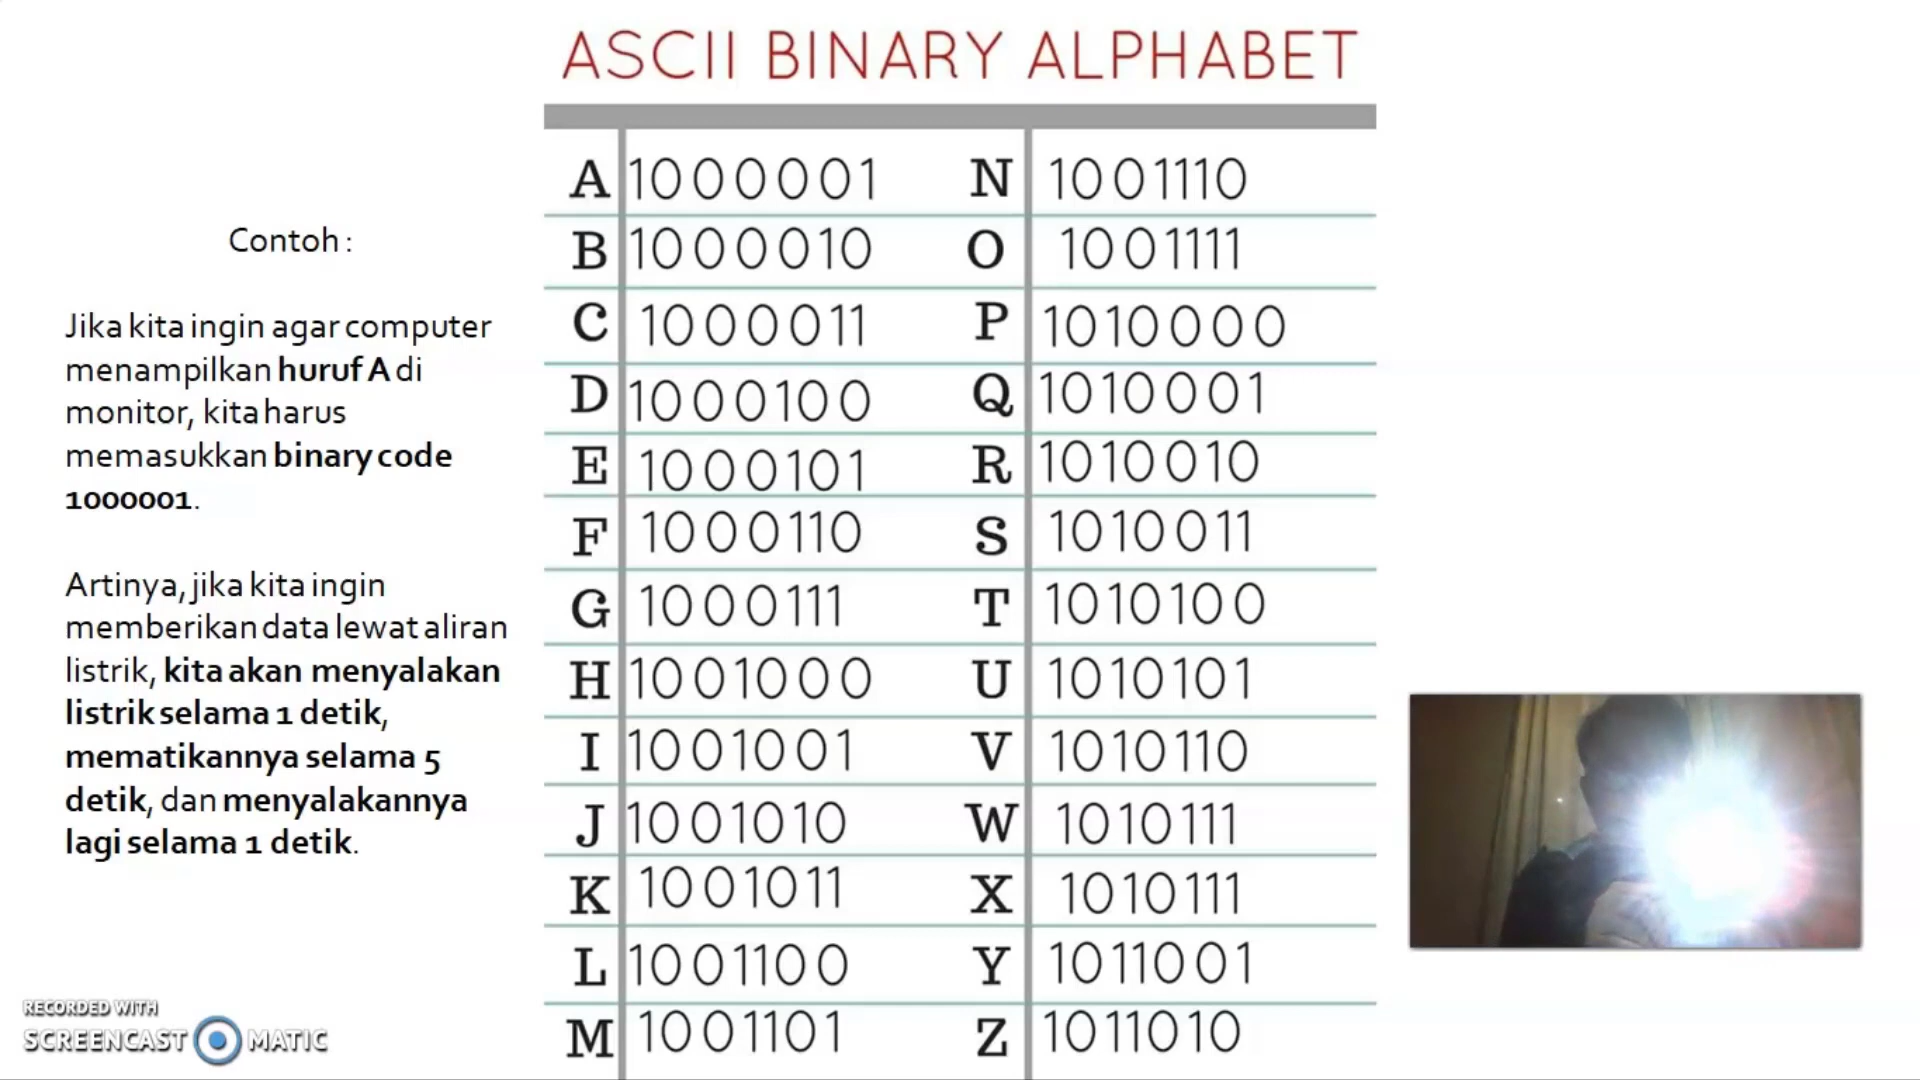 ASCII BINARY ALPHABET
Contoh :
Jika kita ingin agar computer
menampilkan huruf A di
monitor, kita harus
memasukkan binary code
1000001.
Artinya, jika kita ingin
memberikan data lewat aliran
listrik, kita akan menyalakan
listrik selama 1 detik,
mematikannya selama 5
detik, dan menyalakannya
lagi selama 1 detik.
A 1000001 N 1001110
B 1000010 O 1001111
C 1000011 P 1010000
D 1000100 Q 1010001
E 1000101 R 1010010
F 1000110 S 1010011
G 1000111 T 1010100
H 1001000 U 1010101
I 1001001 V 1010110
J 1001010 W 1010111
K 1001011 X 1010111
L 1001100 Y 1011001
M 1001101 Z 1011010
RECORDED WITH
SCREENCAST MATIC